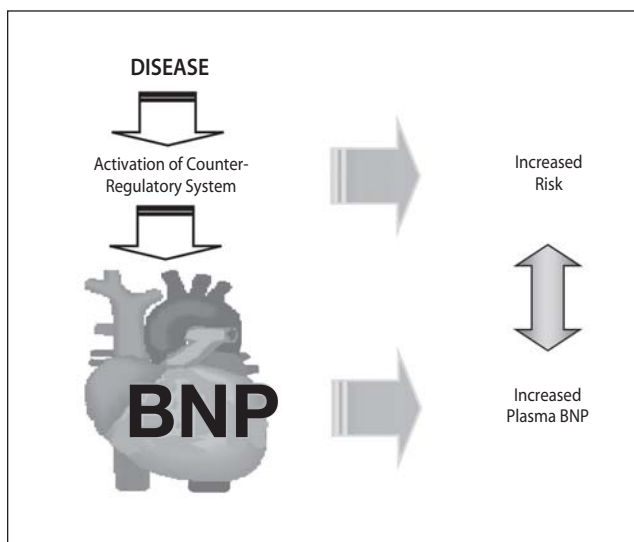 DISEASE
Activation of Counter-
Regulatory System
Increased
Risk
BNP
Increased
Plasma BNP